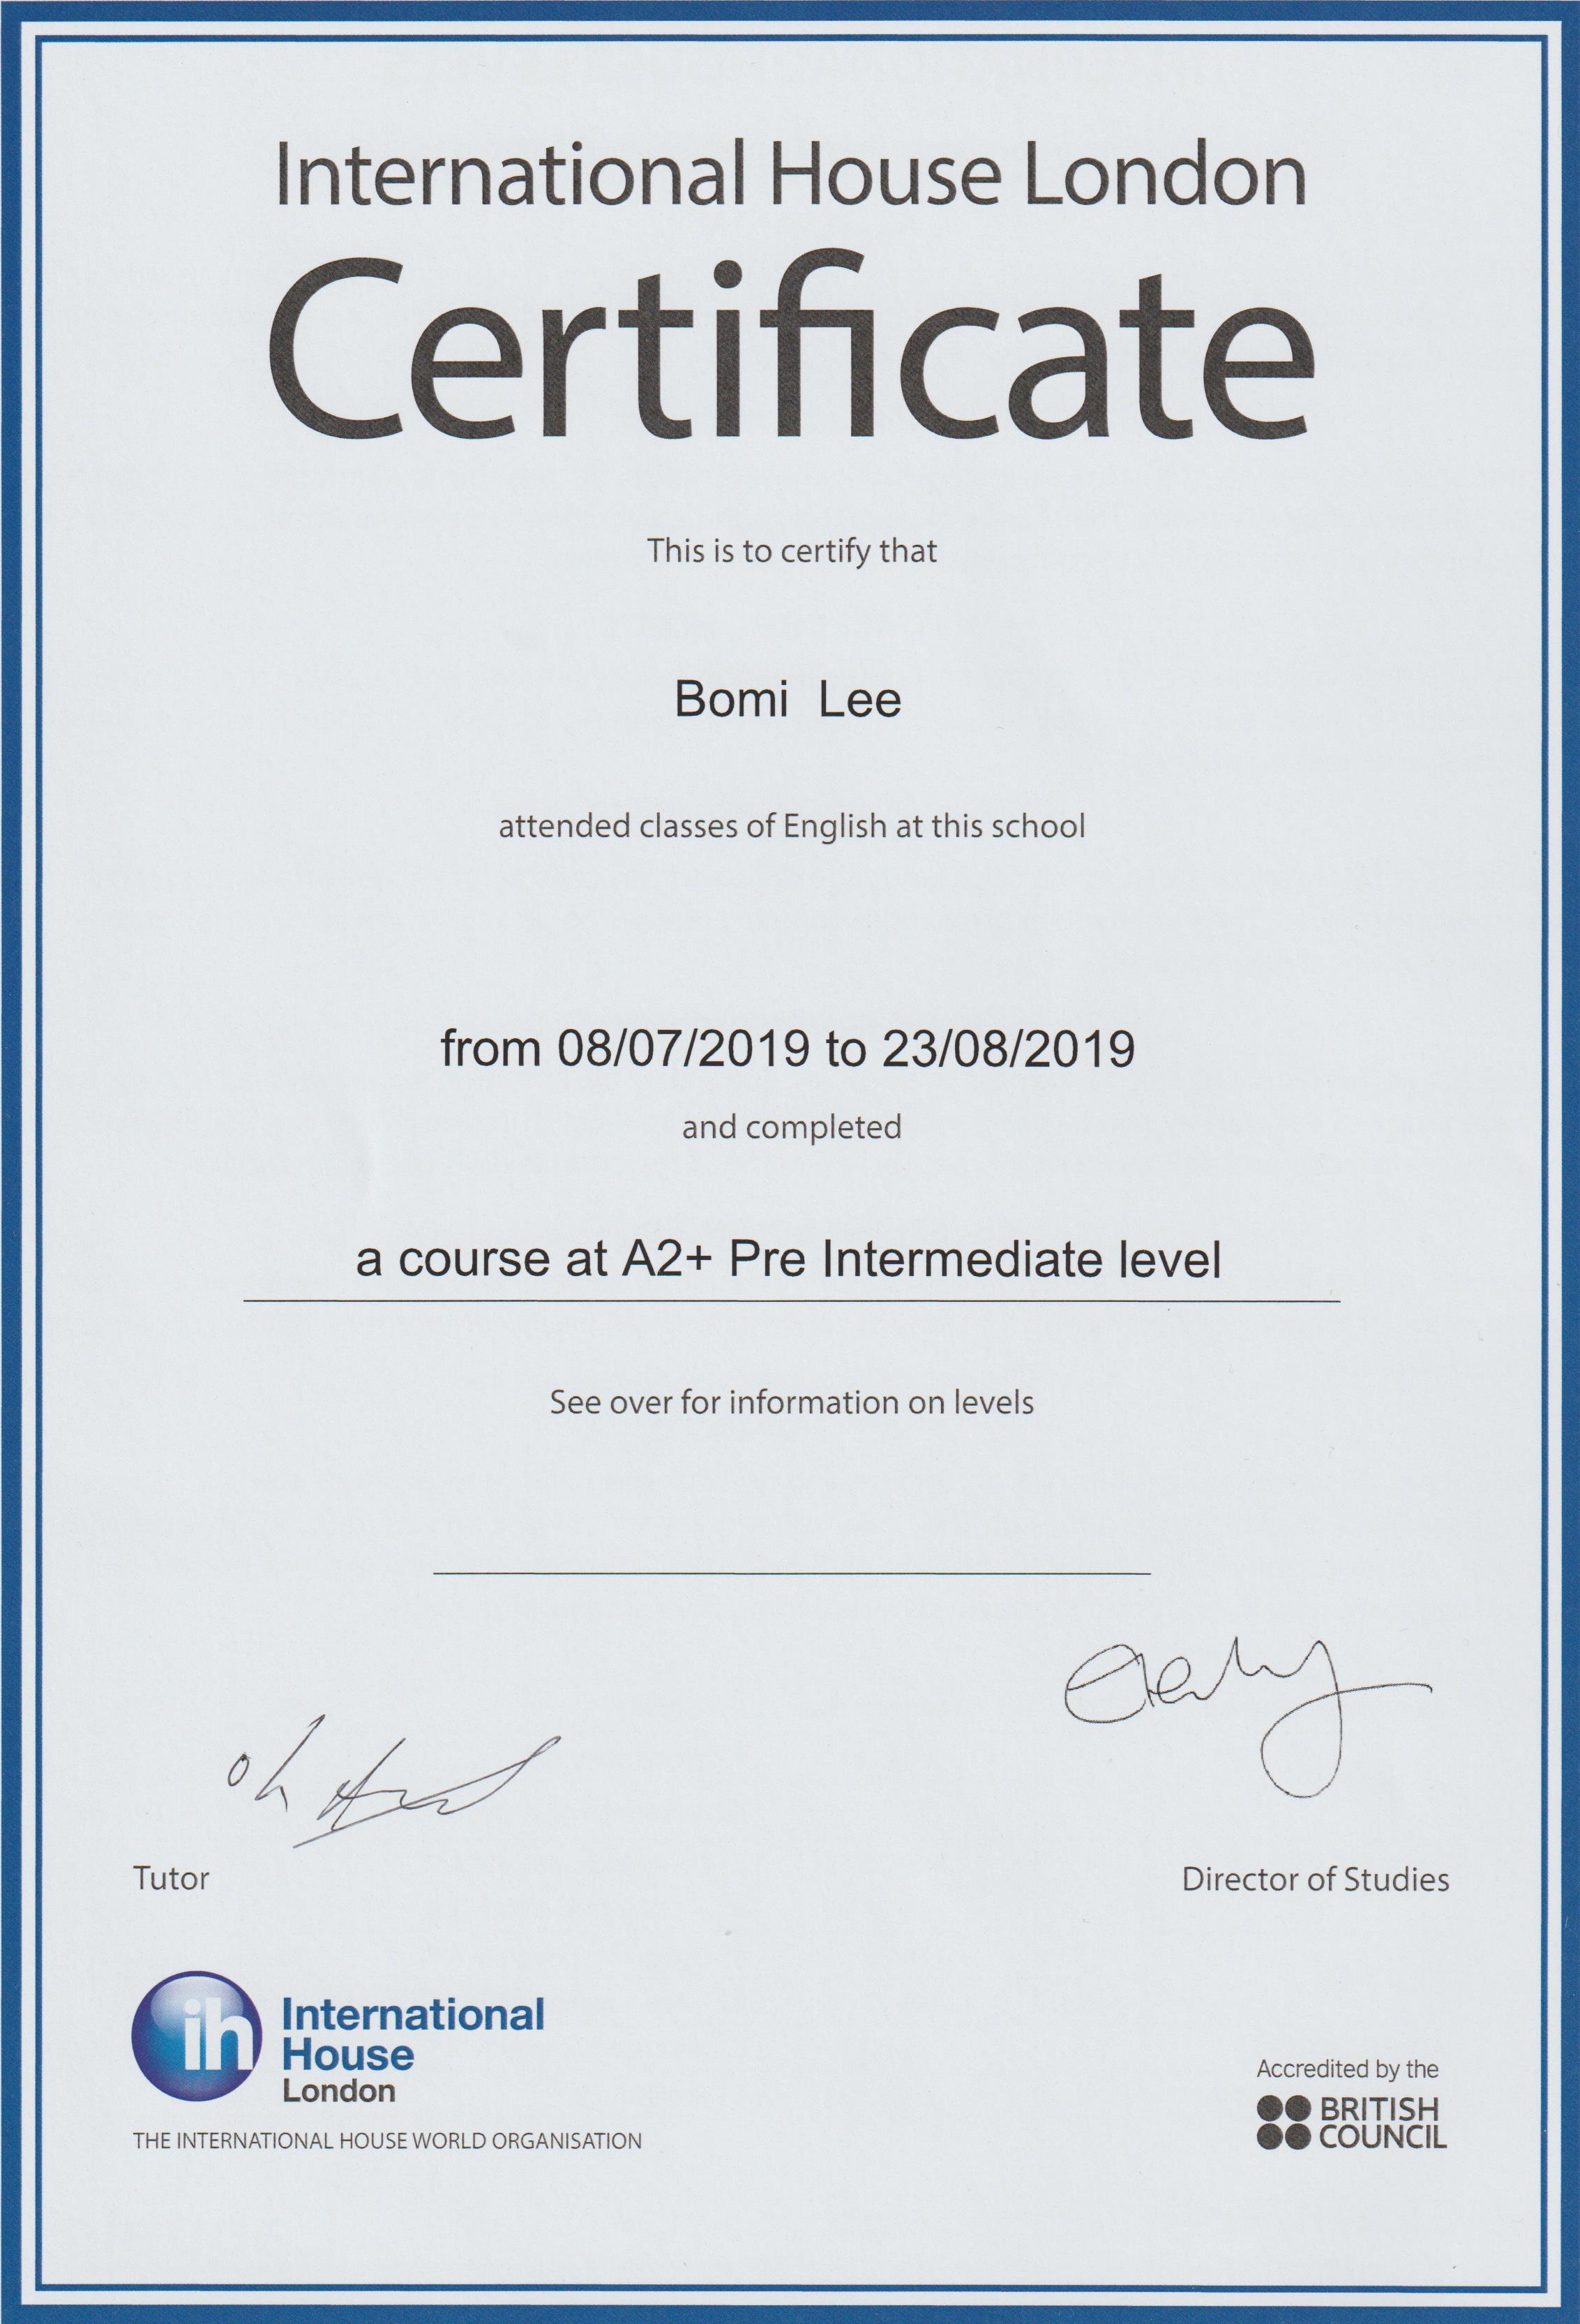 International House London
Certificate
This is to certify that
Bomi Lee
attended classes of English at this school
from 08/07/2019 to 23/08/2019
and completed
a course at A2+ Pre Intermediate level
See over for information on levels
Tutor
Director of Studies
ih
International
House
London
THE INTERNATIONAL HOUSE WORLD ORGANISATION
Accredited by the
BRITISH
COUNCIL